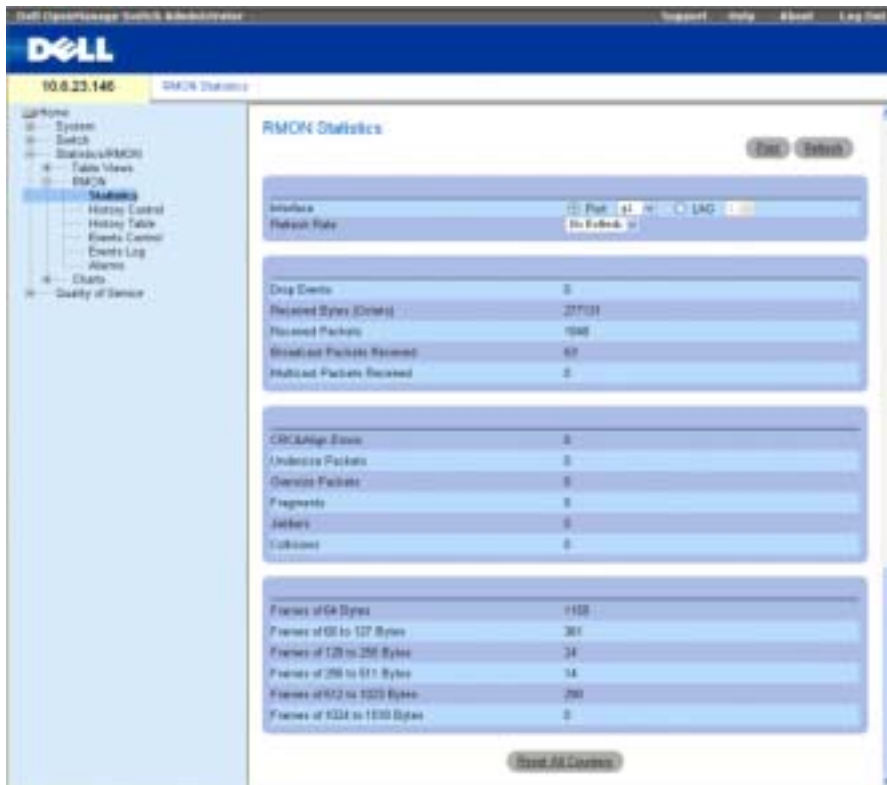 Dell OpenManage Switch Administrator
Support Help About Log Out
DELL
10.6.23.146 RMON Statistics
Home
System
Switch
Statistics/RMON
Table Views
RMON
Statistics
History Control
History Table
Events Control
Events Log
Alarms
Charts
Quality of Service
RMON Statistics
Print Refresh
Interface Port g1 LAG
Refresh Rate No Refresh
Drop Events 0
Received Bytes (Octets)
Received Packets
Broadcast Packets Received
Multicast Packets Received 0
CRC&Align Errors 0
Undersize Packets 0
Oversize Packets 0
Fragments 0
Jabbers 0
Collisions 0
Frames of 64 Bytes
Frames of 65 to 127 Bytes
Frames of 128 to 255 Bytes
Frames of 256 to 511 Bytes 14
Frames of 512 to 1023 Bytes
Frames of 1024 to 1518 Bytes 0
Reset All Counters